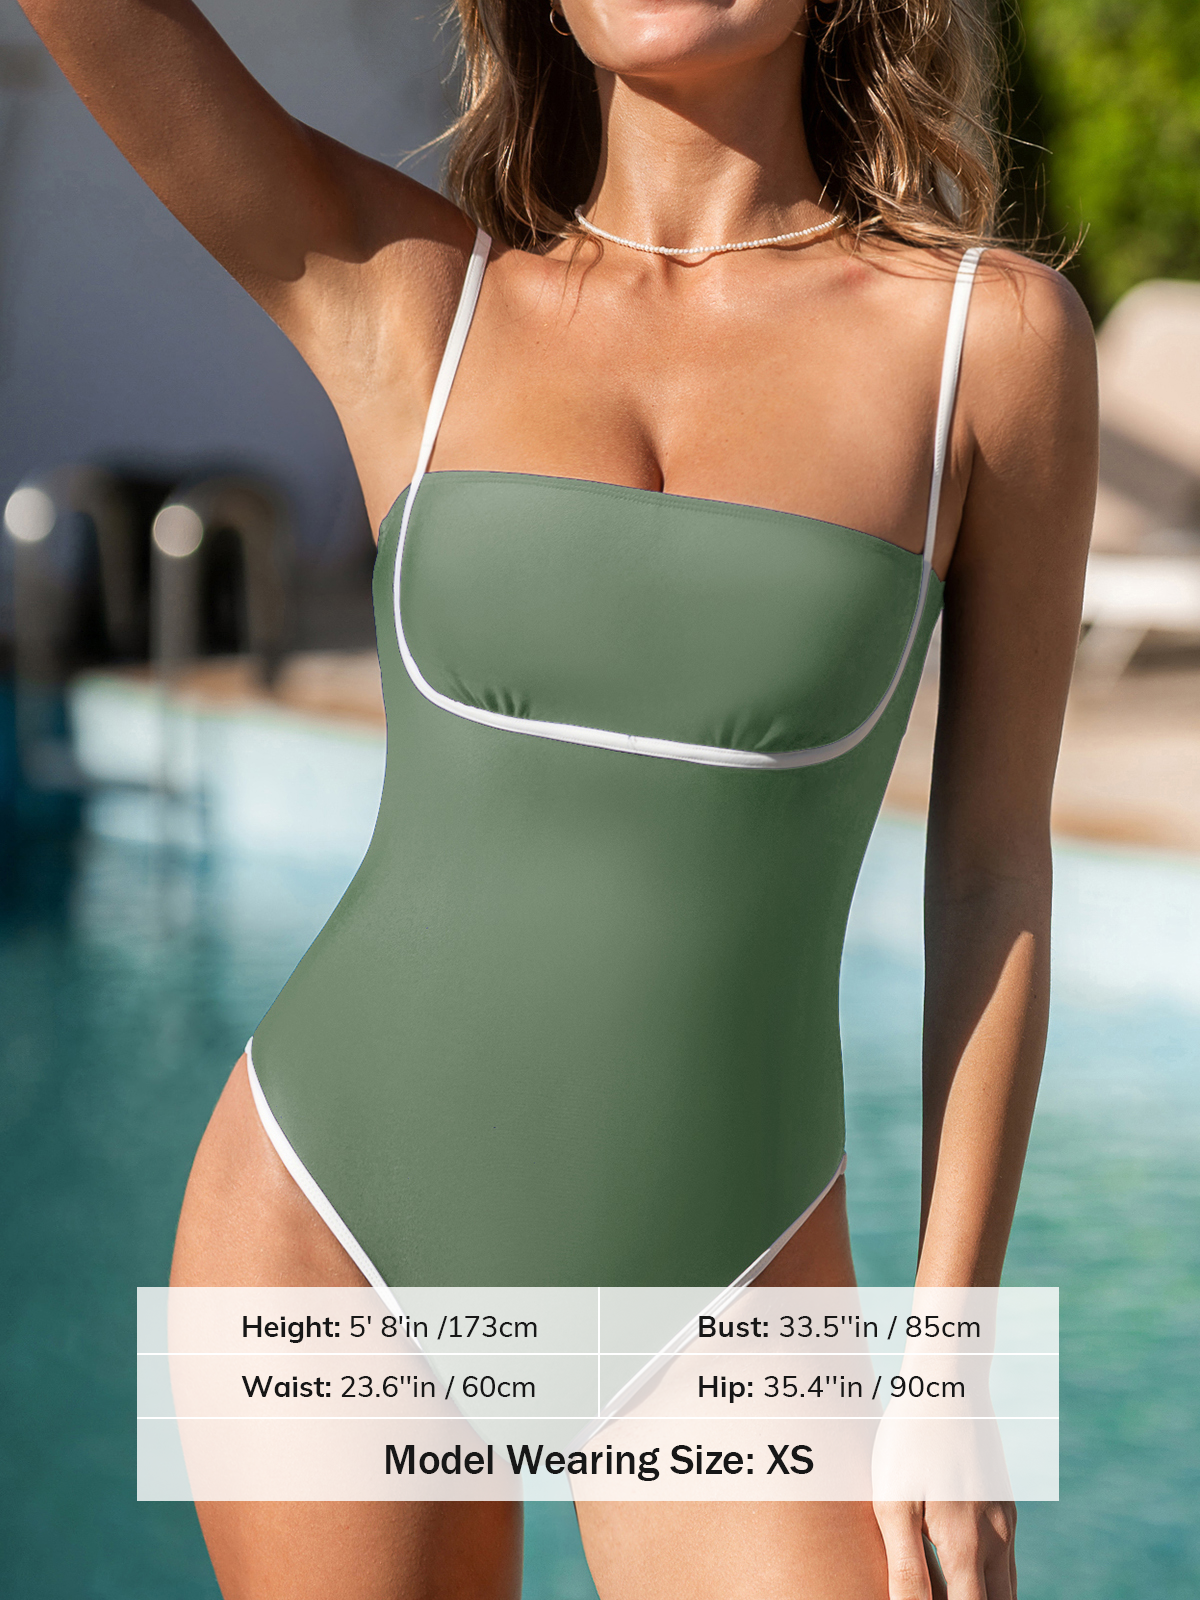 Height: 5' 8'in /173cm Bust: 33.5''in / 85cm
Waist: 23.6''in / 60cm Hip: 35.4''in / 90cm
Model Wearing Size: XS